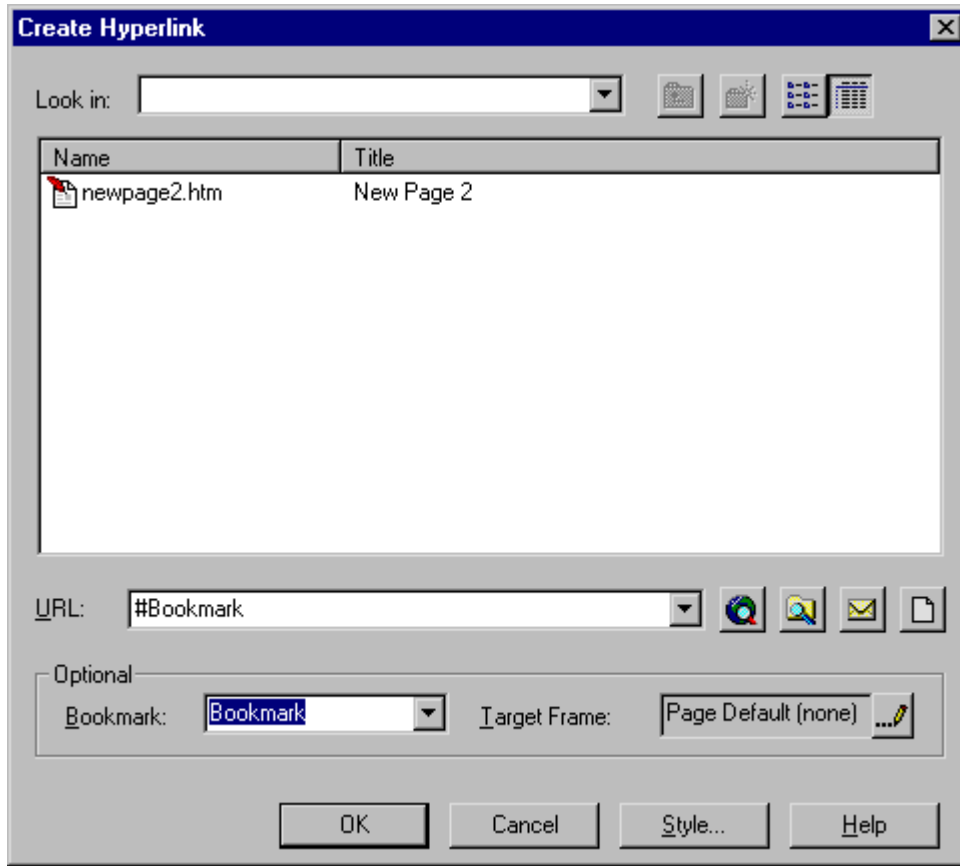 Create Hyperlink
Look in:
Name Title
newpage2.htm New Page 2
URL: #Bookmark
Optional
Bookmark: Bookmark Target Frame: Page Default (none) ...
OK Cancel Style... Help